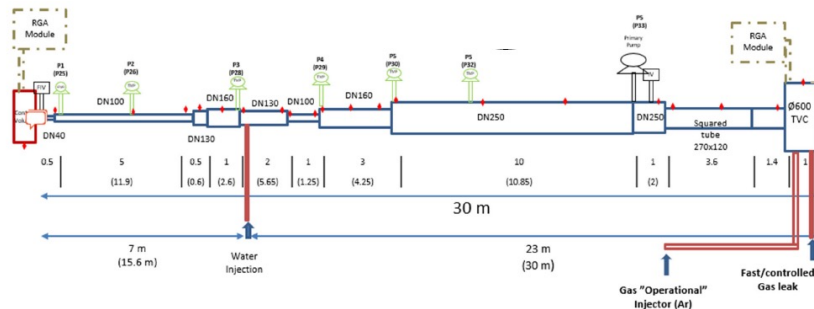 RGA
Module
P1
(P25)
P2
(P26)
P3
(P28)
P4
(P29)
P5
(P30)
P5
(P32)
P5
(P33)
Primary
Pump
RGA
Module
DN100
DN160
DN130
DN100
DN160
DN40
DN130
DN250
DN250
Squared
tube
270x120
Ø600
TVC
0.5
5
(11.9)
0.5
(0.6)
1
(2.6)
2
(5.65)
1
(1.25)
3
(4.25)
10
(10.85)
1
(2)
3.6
1.4
1
30 m
7 m
(15.6 m)
23 m
(30 m)
Water
Injection
Gas "Operational"
Injector (Ar)
Fast/controlled
Gas leak